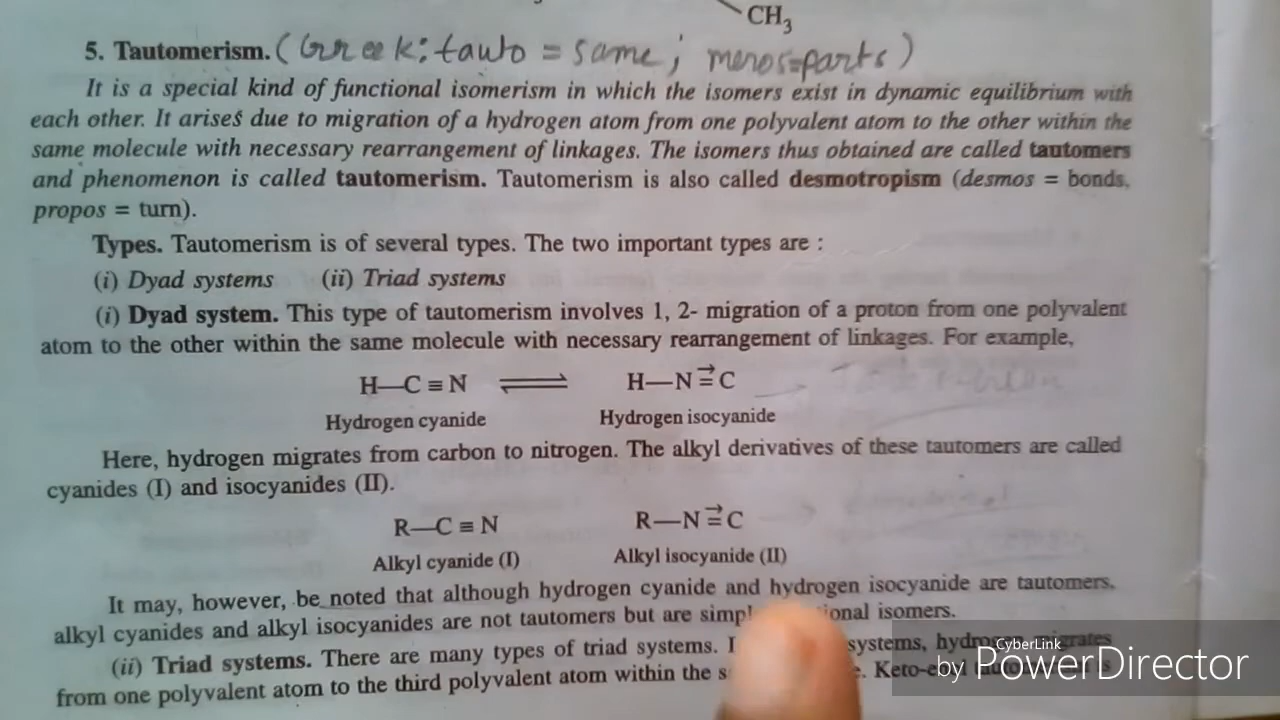 CH₃
5. Tautomerism. (Greek: tauto = same; meros=parts)
It is a special kind of functional isomerism in which the isomers exist in dynamic equilibrium with
each other. It arises due to migration of a hydrogen atom from one polyvalent atom to the other within the
same molecule with necessary rearrangement of linkages. The isomers thus obtained are called tautomers
and phenomenon is called tautomerism. Tautomerism is also called desmotropism (desmos = bonds,
propos = turn).
Types. Tautomerism is of several types. The two important types are :
(i) Dyad systems (ii) Triad systems
(i) Dyad system. This type of tautomerism involves 1, 2- migration of a proton from one polyvalent
atom to the other within the same molecule with necessary rearrangement of linkages. For example,
H—C≡N ⇌ H—N⃗≡C
Hydrogen cyanide Hydrogen isocyanide
Here, hydrogen migrates from carbon to nitrogen. The alkyl derivatives of these tautomers are called
cyanides (I) and isocyanides (II).
R—C≡N R—N⃗≡C
Alkyl cyanide (I) Alkyl isocyanide (II)
It may, however, be noted that although hydrogen cyanide and hydrogen isocyanide are tautomers,
alkyl cyanides and alkyl isocyanides are not tautomers but are isomers.
(ii) Triad systems. There are many types of triad systems. systems, migrates
from one polyvalent atom to the third polyvalent atom within the
CyberLink
by PowerDirector